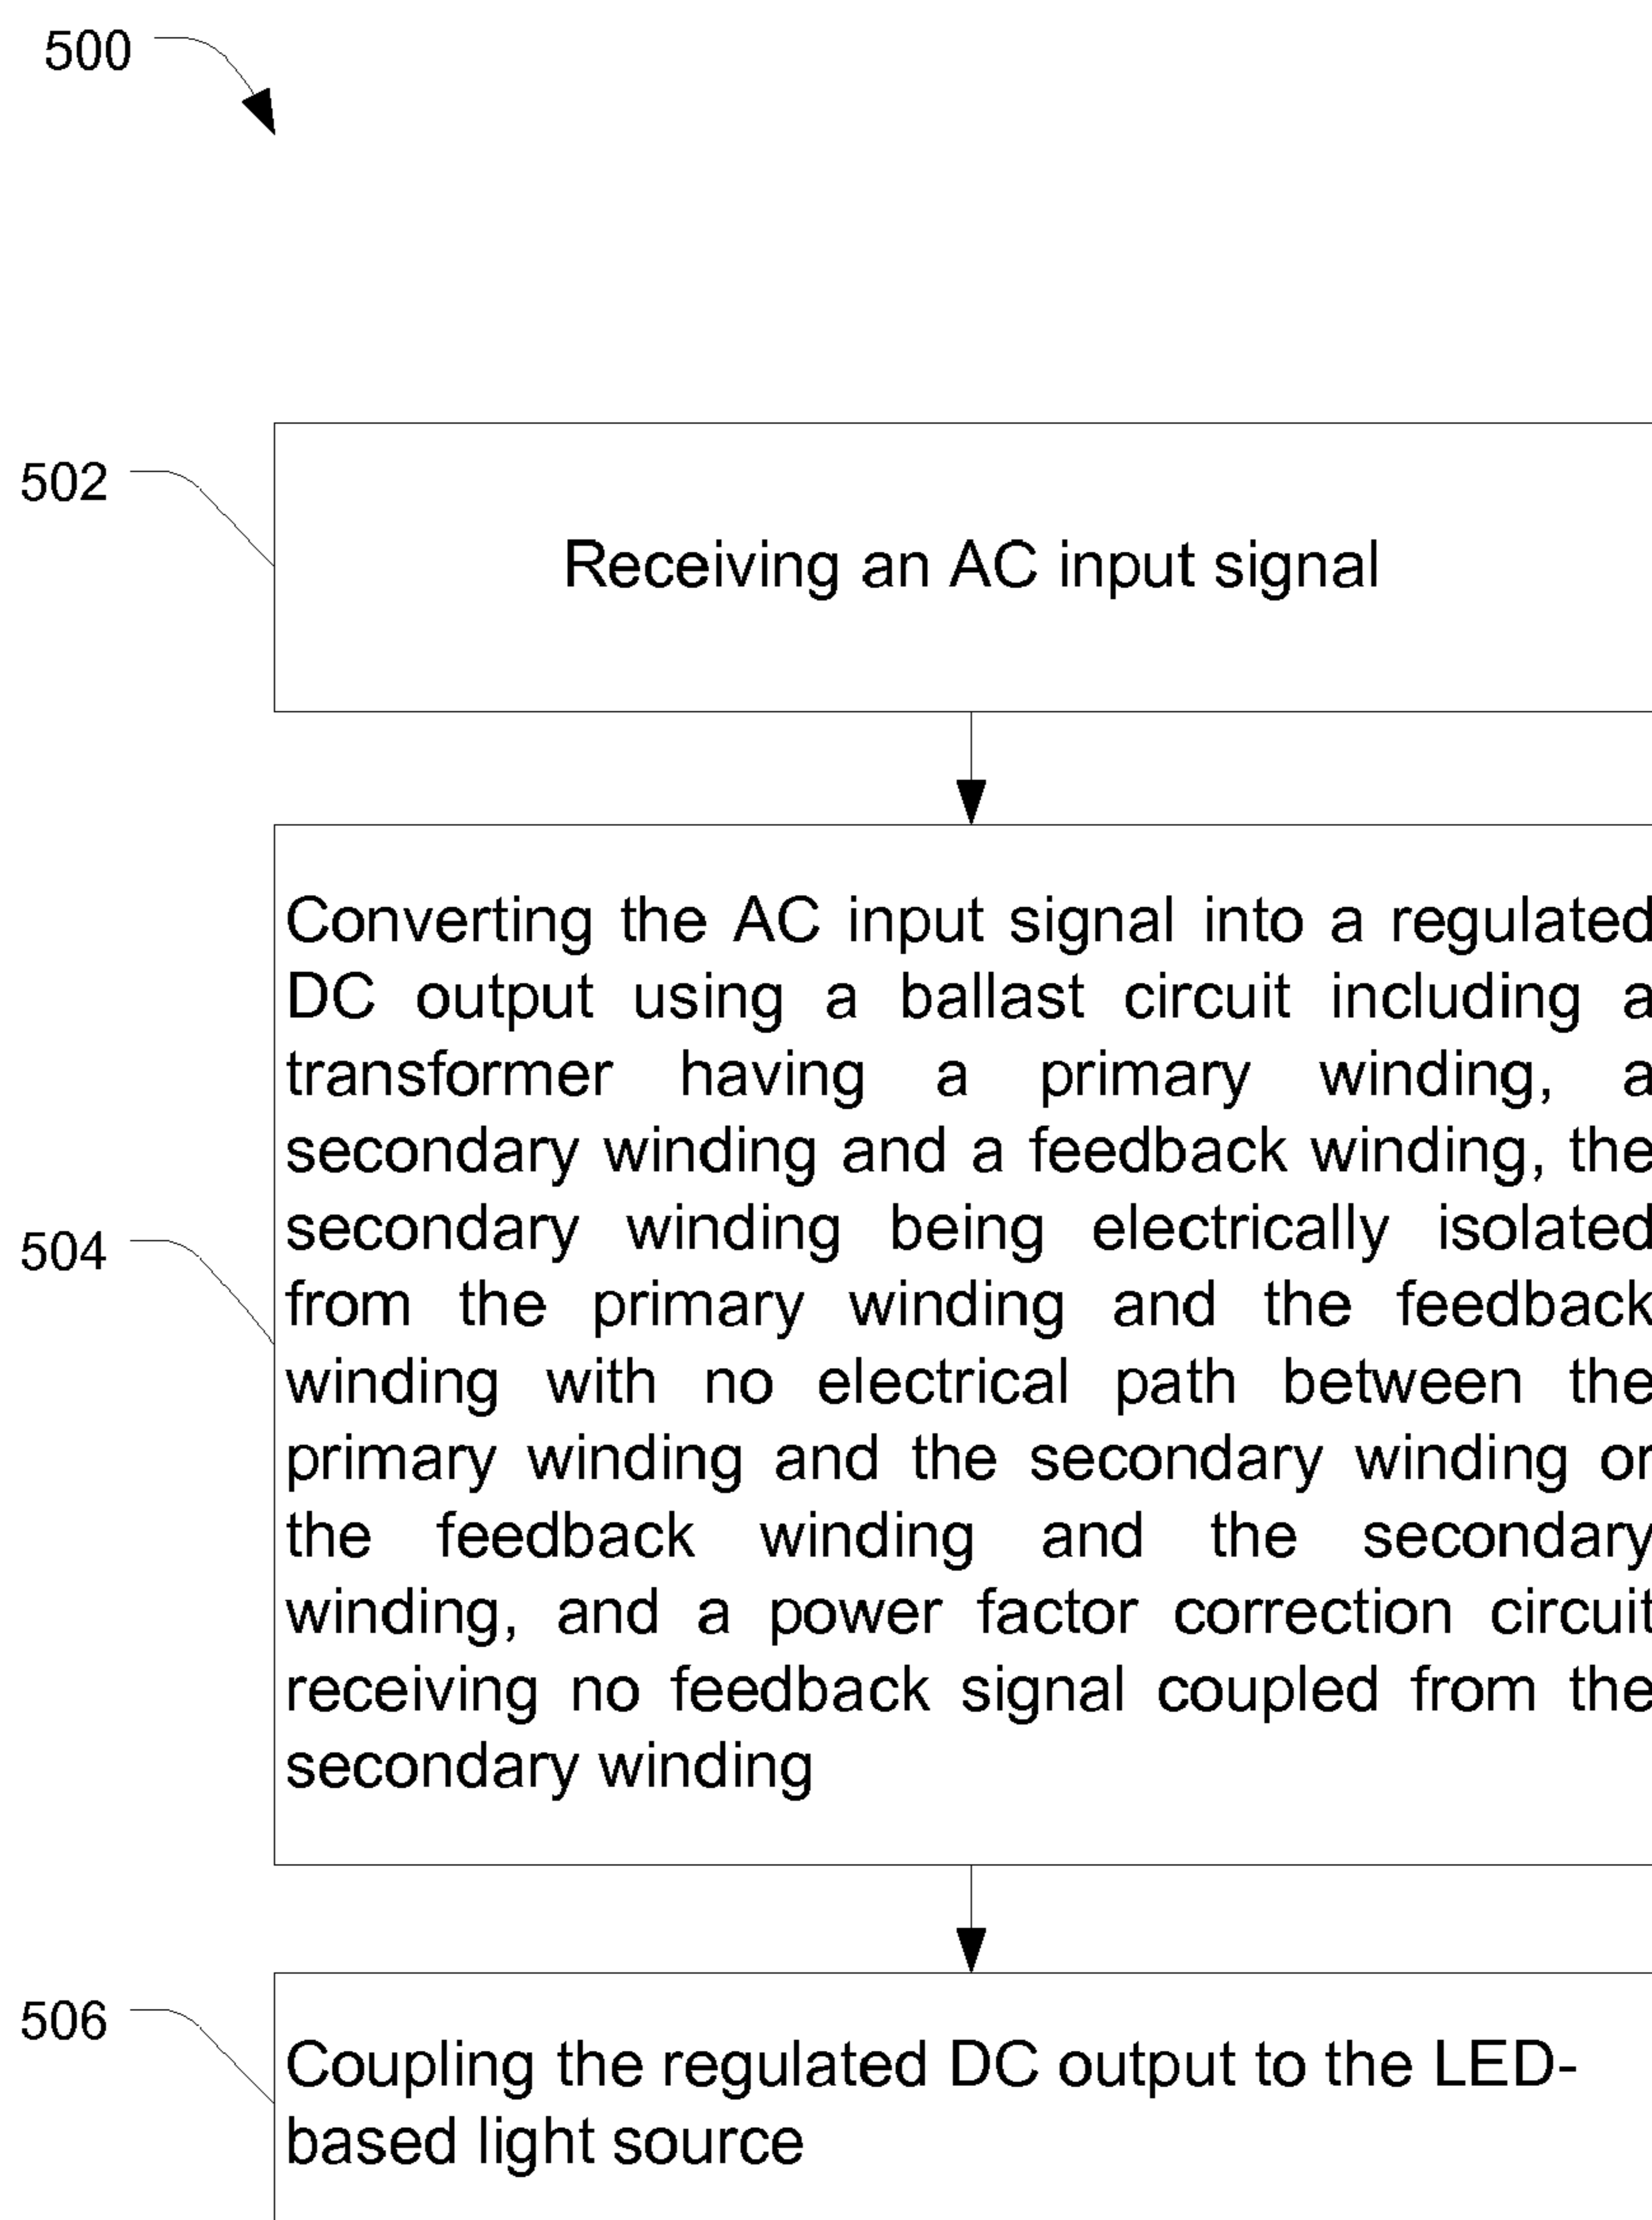 500
502
Receiving an AC input signal
504
Converting the AC input signal into a regulated
DC output using a ballast circuit including a
transformer having a primary winding, a
secondary winding and a feedback winding, the
secondary winding being electrically isolated
from the primary winding and the feedback
winding with no electrical path between the
primary winding and the secondary winding or
the feedback winding and the secondary
winding, and a power factor correction circuit
receiving no feedback signal coupled from the
secondary winding
506
Coupling the regulated DC output to the LED-
based light source